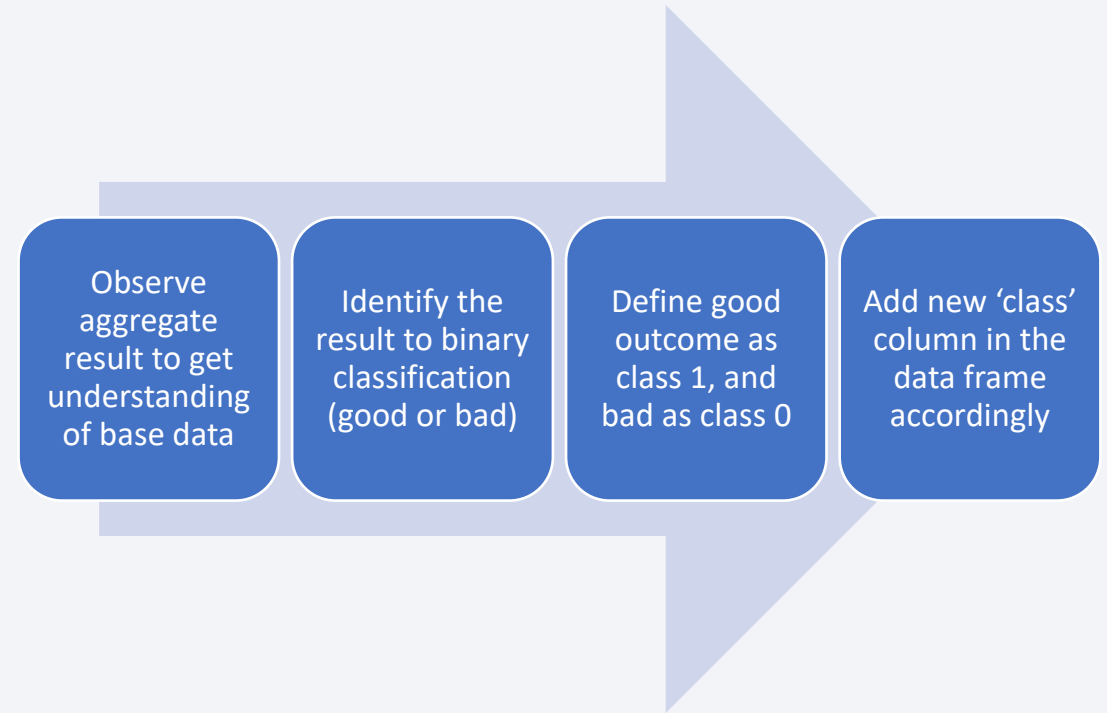 Observe
aggregate
result to get
understanding
of base data
Identify the
result to binary
classification
(good or bad)
Define good
outcome as
class 1, and
bad as class 0
Add new ‘class’
column in the
data frame
accordingly